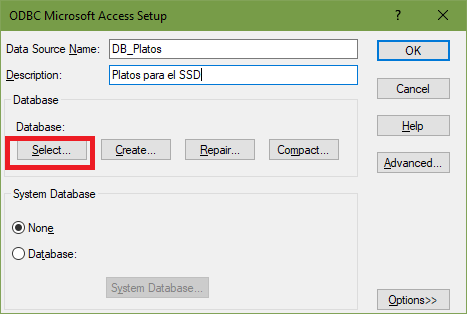 ODBC Microsoft Access Setup
Data Source Name: DB_Platos
OK
Description: Platos para el SSD
Cancel
Database
Database:
Help
Select... Create... Repair... Compact...
Advanced...
System Database
None
Database:
System Database...
Options>>